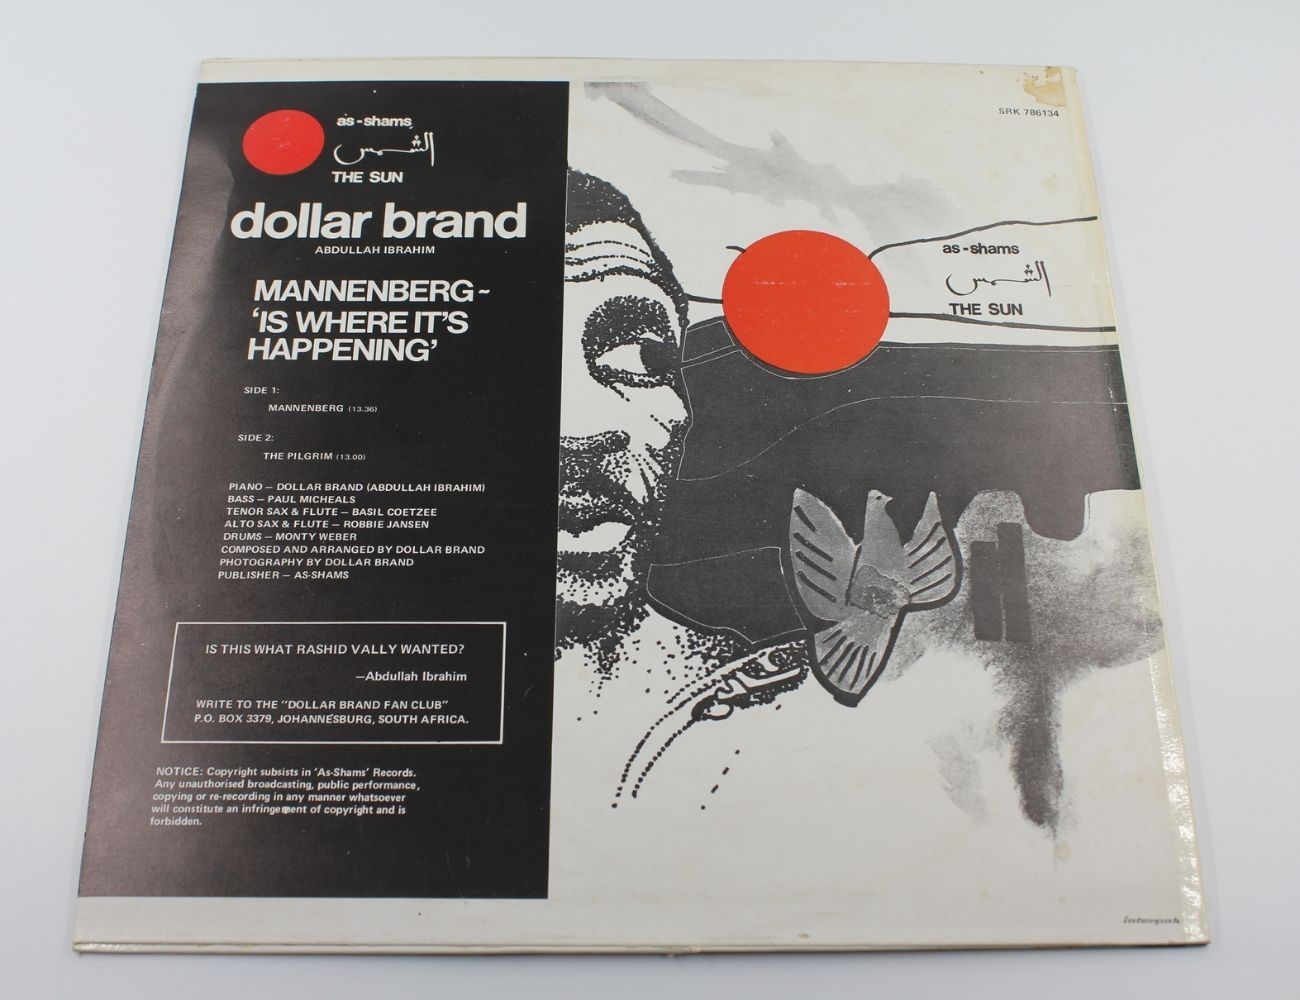 as-shams
الشمس
THE SUN
dollar brand
ABDULLAH IBRAHIM
MANNENBERG ~
‘IS WHERE IT’S
HAPPENING’
SIDE 1:
MANNENBERG (13.36)
SIDE 2:
THE PILGRIM (13.00)
PIANO — DOLLAR BRAND (ABDULLAH IBRAHIM)
BASS — PAUL MICHEALS
TENOR SAX & FLUTE — BASIL COETZEE
ALTO SAX & FLUTE — ROBBIE JANSEN
DRUMS — MONTY WEBER
COMPOSED AND ARRANGED BY DOLLAR BRAND
PHOTOGRAPHY BY DOLLAR BRAND
PUBLISHER — AS-SHAMS
IS THIS WHAT RASHID VALLY WANTED?
—Abdullah Ibrahim
WRITE TO THE “DOLLAR BRAND FAN CLUB”
P.O. BOX 3379, JOHANNESBURG, SOUTH AFRICA.
NOTICE: Copyright subsists in ‘As-Shams’ Records.
Any unauthorised broadcasting, public performance,
copying or re-recording in any manner whatsoever
will constitute an infringement of copyright and is
forbidden.
SRK 786134
as-shams
الشمس
THE SUN
interpak